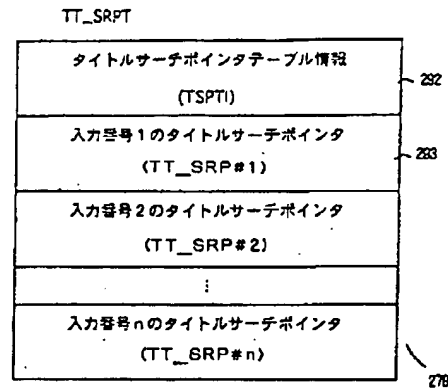 TT_SRPT
タイトルサーチポインタテーブル情報
(TSPTI)
292
入力番号1のタイトルサーチポインタ
(TT_SRP#1)
293
入力番号2のタイトルサーチポインタ
(TT_SRP#2)
⋮
入力番号nのタイトルサーチポインタ
(TT_SRP#n)
279